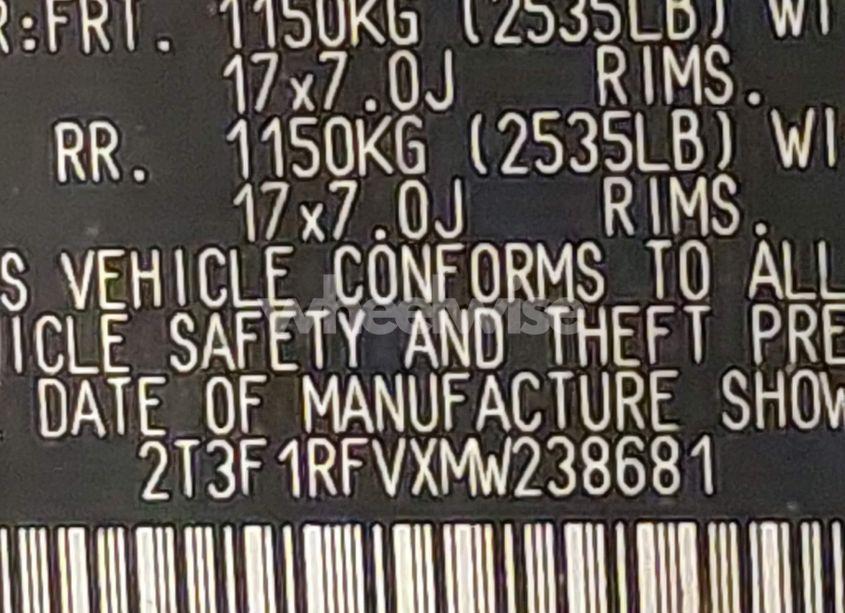 R:FRT. 1150KG (2535LB) WI
17x7.0J RIMS.
RR. 1150KG (2535LB) WI
17x7.0J RIMS.
S VEHICLE CONFORMS TO ALL
wheelwise
ICLE SAFETY AND THEFT PRE
DATE OF MANUFACTURE SHOW
2T3F1RFVXMW238681